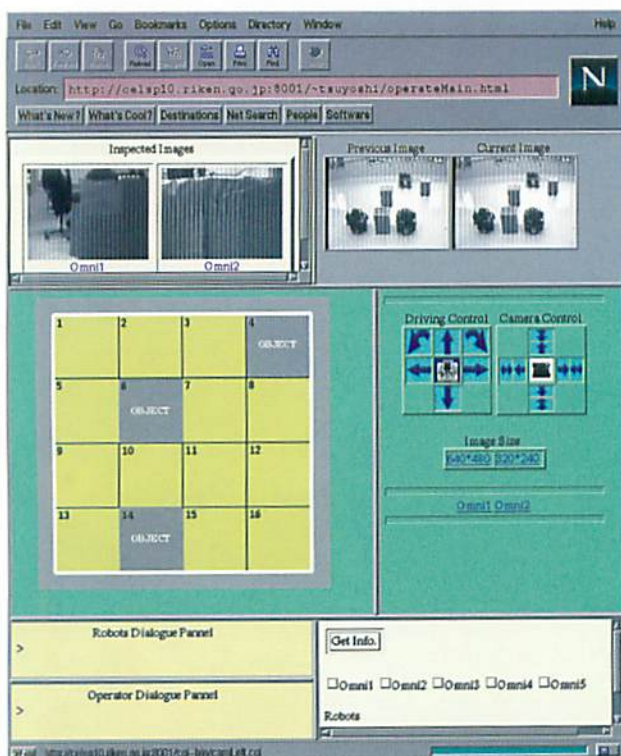 File Edit View Go Bookmarks Options Directory Window Help
Reload Open Print Find
Location: http://celsp10.riken.go.jp:8001/~tsuyoshi/operateMain.html
N
What's New? What's Cool? Destinations Net Search People Software
Inspected Images
Omni1 Omni2
Previous Image Current Image
1 2 3 4
OBJECT
5 6 7 8
OBJECT
9 10 11 12
13 14 15 16
OBJECT
Driving Control Camera Control
Image Size
640*480 320*240
Omni1 Omni2
Robots Dialogue Pannel
>
Operator Dialogue Pannel
>
Get Info.
Omni1 Omni2 Omni3 Omni4 Omni5
Robots